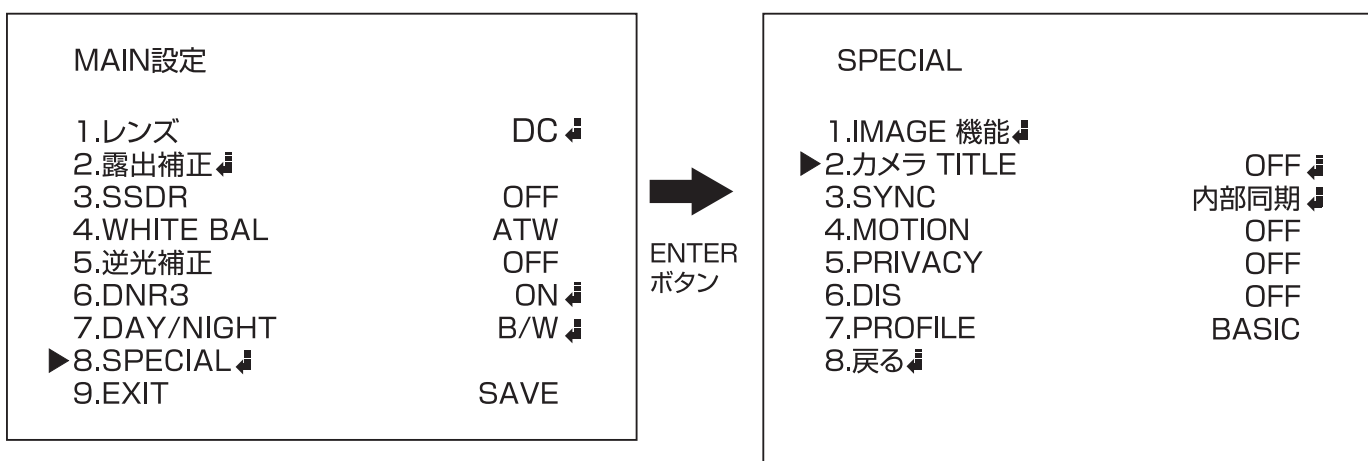 MAIN設定
1.レンズ DC↲
2.露出補正↲
3.SSDR OFF
4.WHITE BAL ATW
5.逆光補正 OFF
6.DNR3 ON↲
7.DAY/NIGHT B/W↲
▶8.SPECIAL↲
9.EXIT SAVE
ENTER
ボタン
SPECIAL
1.IMAGE 機能↲
▶2.カメラ TITLE OFF↲
3.SYNC 内部同期↲
4.MOTION OFF
5.PRIVACY OFF
6.DIS OFF
7.PROFILE BASIC
8.戻る↲